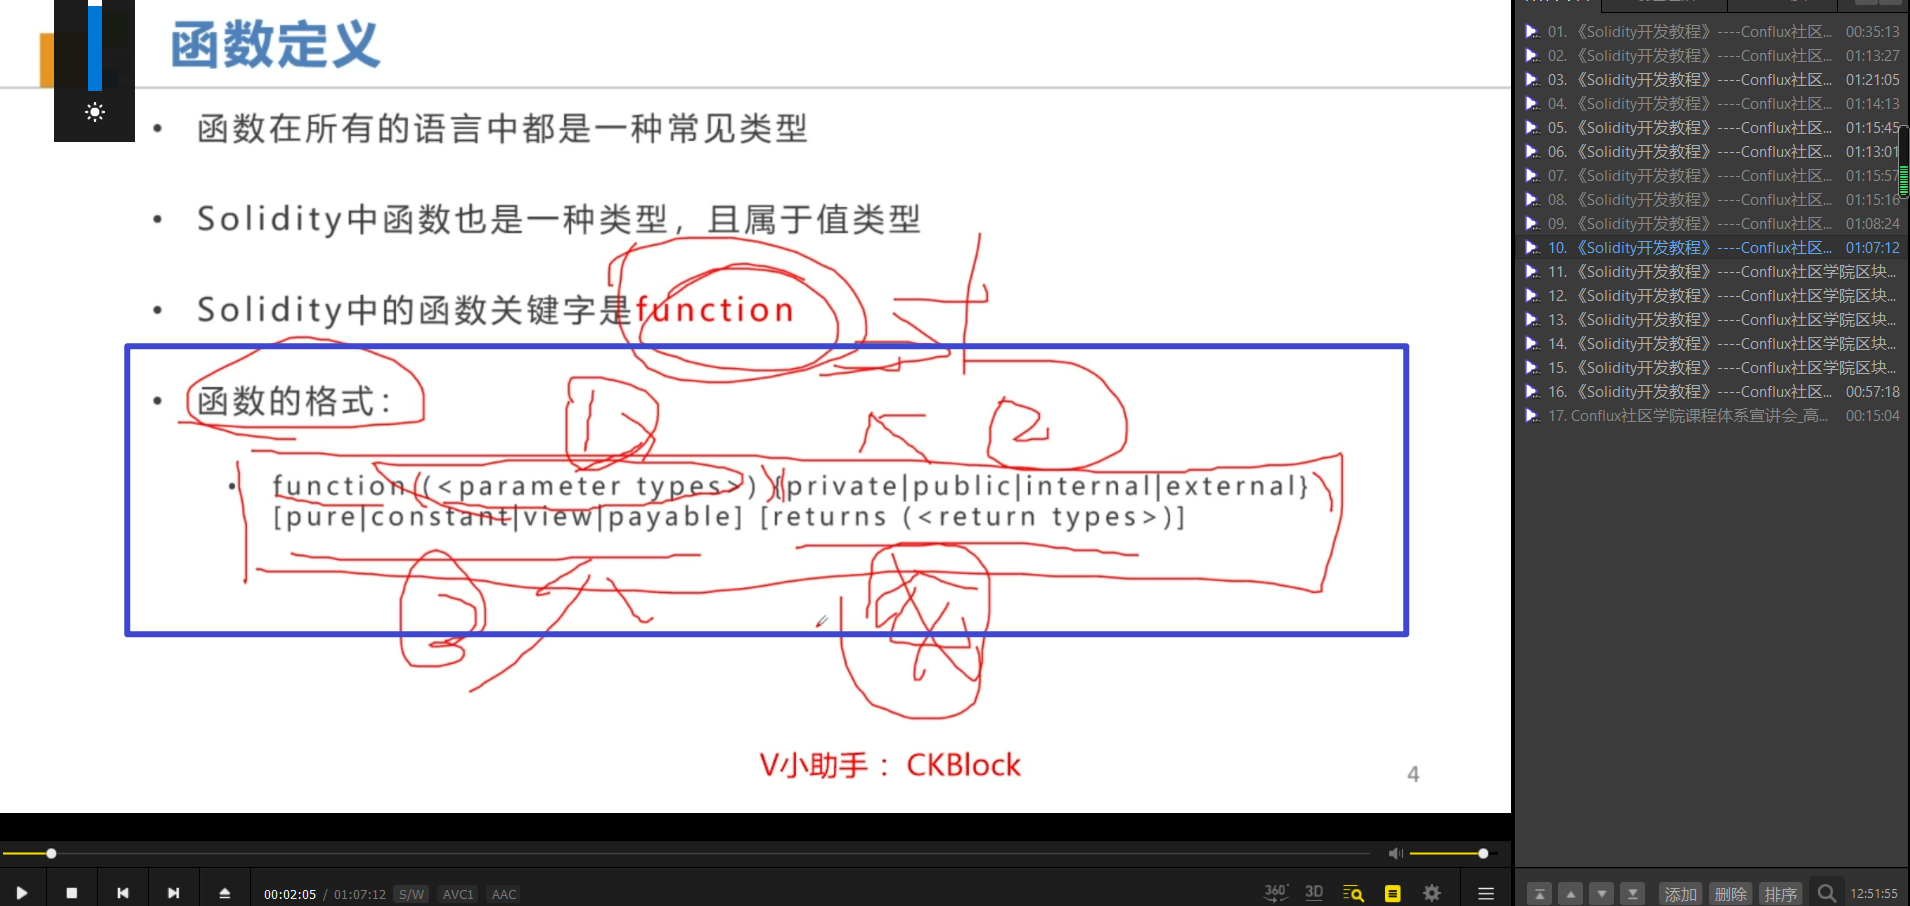 函数定义
• 函数在所有的语言中都是一种常见类型
• Solidity中函数也是一种类型，且属于值类型
• Solidity中的函数关键字是function
• 函数的格式：
• function (<parameter types>) {private|public|internal|external}
[pure|constant|view|payable] [returns (<return types>)]
1
2
3
V小助手： CKBlock
4
00:02:05 / 01:07:12 S/W AVC1 AAC
360° 3D
01. 《Solidity开发教程》----Conflux社区... 00:35:13
02. 《Solidity开发教程》----Conflux社区... 01:13:27
03. 《Solidity开发教程》----Conflux社区... 01:21:05
04. 《Solidity开发教程》----Conflux社区... 01:14:13
05. 《Solidity开发教程》----Conflux社区... 01:15:45
06. 《Solidity开发教程》----Conflux社区... 01:13:01
07. 《Solidity开发教程》----Conflux社区... 01:15:57
08. 《Solidity开发教程》----Conflux社区... 01:15:16
09. 《Solidity开发教程》----Conflux社区... 01:08:24
10. 《Solidity开发教程》----Conflux社区... 01:07:12
11. 《Solidity开发教程》----Conflux社区学院区块...
12. 《Solidity开发教程》----Conflux社区学院区块...
13. 《Solidity开发教程》----Conflux社区学院区块...
14. 《Solidity开发教程》----Conflux社区学院区块...
15. 《Solidity开发教程》----Conflux社区学院区块...
16. 《Solidity开发教程》----Conflux社区... 00:57:18
17. Conflux社区学院课程体系宣讲会_高... 00:15:04
添加 删除 排序 12:51:55